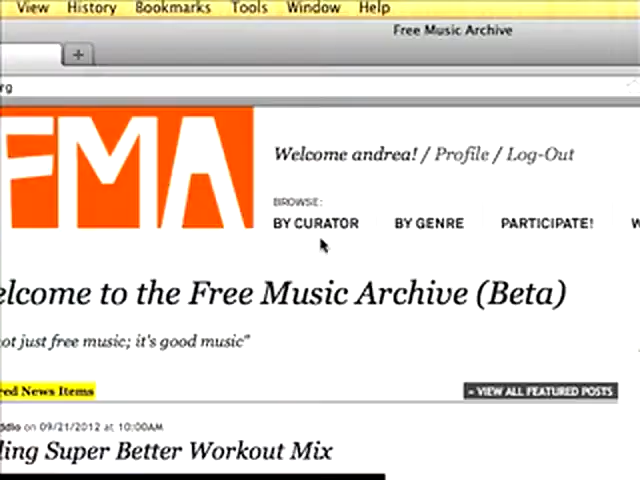 View History Bookmarks Tools Window Help
Free Music Archive
+
rg
FMA
Welcome andrea! / Profile / Log-Out
BROWSE:
BY CURATOR BY GENRE PARTICIPATE! W
elcome to the Free Music Archive (Beta)
ot just free music; it's good music"
red News Items
VIEW ALL FEATURED POSTS
ddio on 09/21/2012 at 10:00AM
ling Super Better Workout Mix